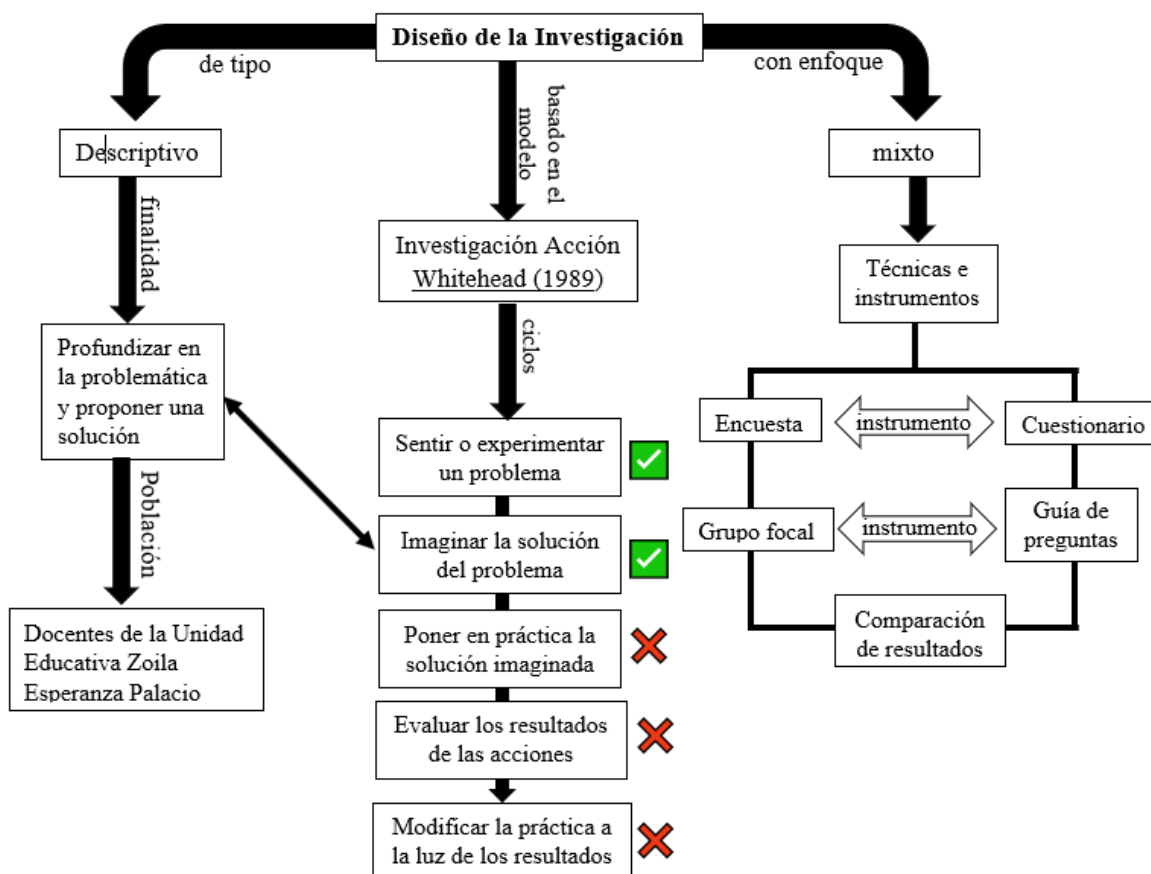 Diseño de la Investigación
de tipo
Descriptivo
finalidad
Profundizar en
la problemática
y proponer una
solución
Población
Docentes de la Unidad
Educativa Zoila
Esperanza Palacio
basado en el
modelo
Investigación Acción
Whitehead (1989)
ciclos
Sentir o experimentar
un problema
Imaginar la solución
del problema
Poner en práctica la
solución imaginada
Evaluar los resultados
de las acciones
Modificar la práctica a
la luz de los resultados
con enfoque
mixto
Técnicas e
instrumentos
Encuesta
instrumento
Cuestionario
Grupo focal
instrumento
Guía de
preguntas
Comparación
de resultados